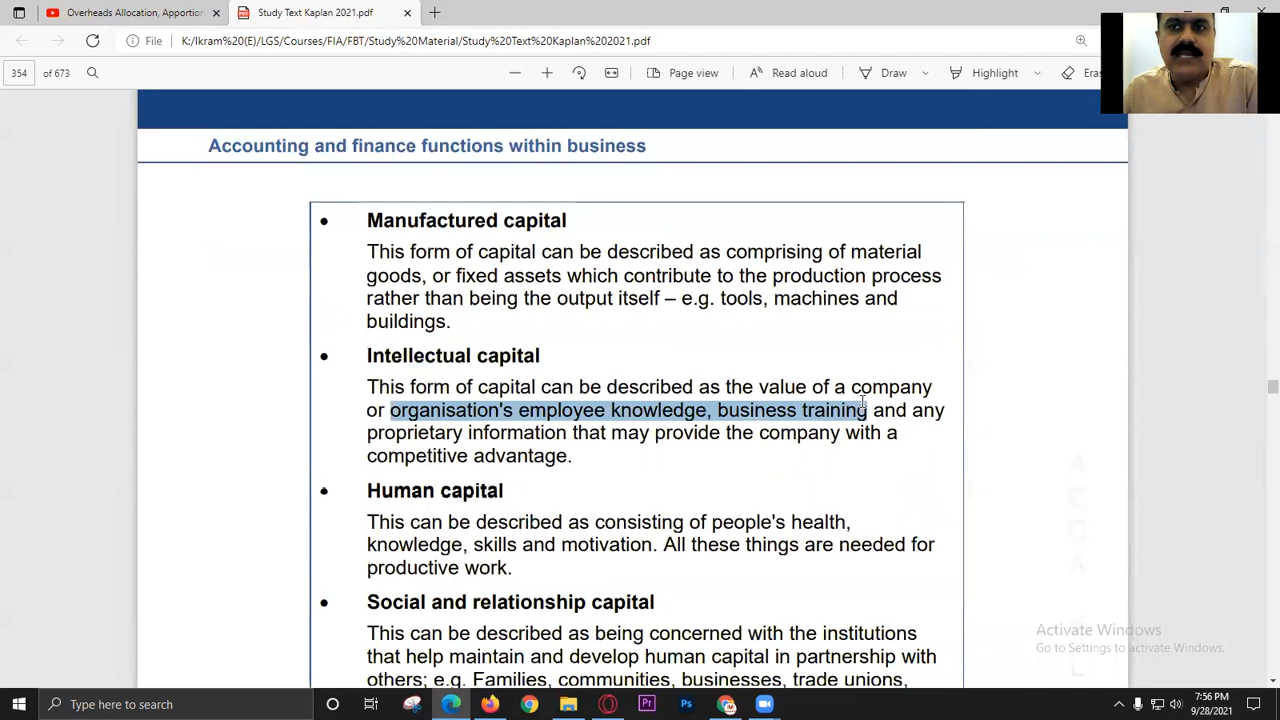 Overheads Allocation, Apportion
Study Text Kaplan 2021.pdf
File
K:/Ikram%20(E)/LGS/Courses/FIA/FBT/Study%20Material/Study%20Text%20Kaplan%202021.pdf
354 of 673
Page view
Read aloud
Draw
Highlight
Eras
Accounting and finance functions within business
• Manufactured capital
This form of capital can be described as comprising of material
goods, or fixed assets which contribute to the production process
rather than being the output itself – e.g. tools, machines and
buildings.
• Intellectual capital
This form of capital can be described as the value of a company
or organisation's employee knowledge, business training and any
proprietary information that may provide the company with a
competitive advantage.
• Human capital
This can be described as consisting of people's health,
knowledge, skills and motivation. All these things are needed for
productive work.
• Social and relationship capital
This can be described as being concerned with the institutions
that help maintain and develop human capital in partnership with
others; e.g. Families, communities, businesses, trade unions,
A
C
C
A
L
Activate Windows
Go to Settings to activate Windows.
Type here to search
Pr
Ps
7:56 PM
9/28/2021